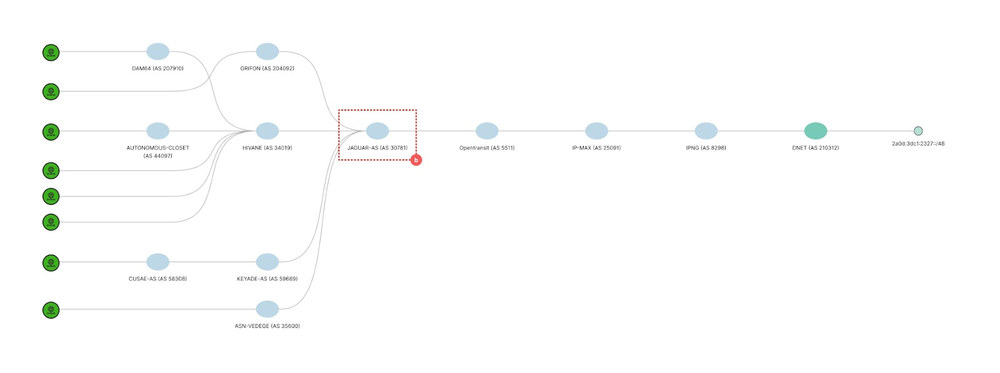 DAM64 (AS 207910)
GRIFON (AS 204092)
AUTONOMOUS-CLOSET
(AS 44097)
HIVANE (AS 34019)
JAGUAR-AS (AS 30781)
b
Opentransit (AS 5511)
IP-MAX (AS 25091)
IPNG (AS 8298)
DNET (AS 210312)
2a0d:3dc1:2327::/48
CUSAE-AS (AS 58308)
KEYADE-AS (AS 59689)
ASN-VEDEGE (AS 35600)